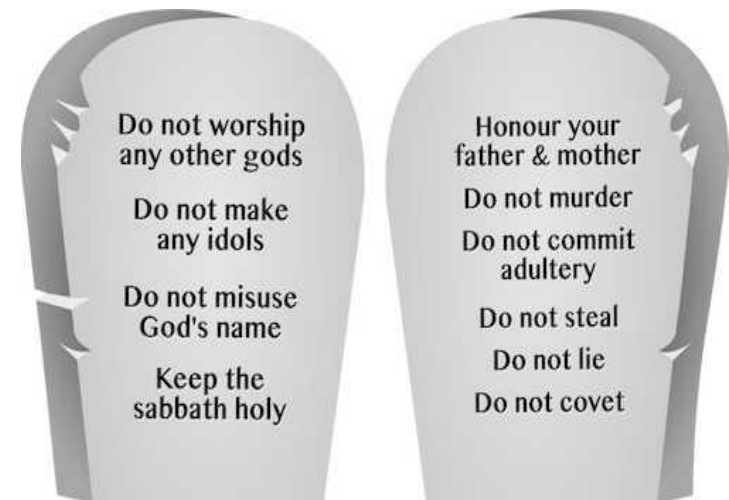 Do not worship
any other gods
Do not make
any idols
Do not misuse
God's name
Keep the
sabbath holy
Honour your
father & mother
Do not murder
Do not commit
adultery
Do not steal
Do not lie
Do not covet